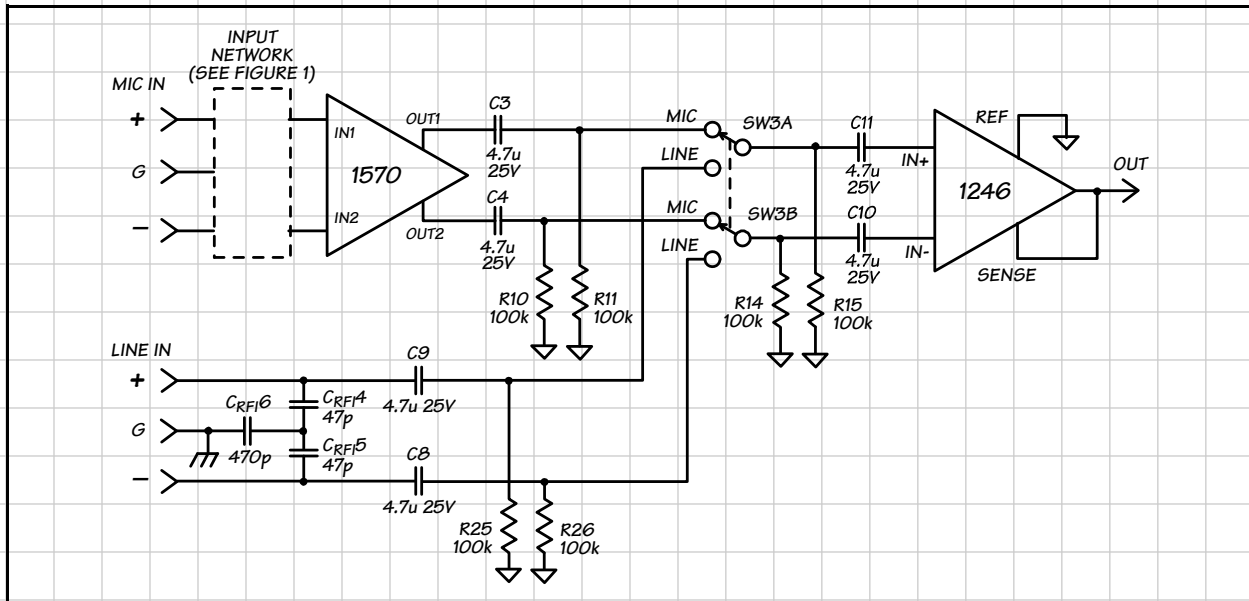 INPUT
NETWORK
(SEE FIGURE 1)
MIC IN
+
G
−
IN1
IN2
1570
OUT1
OUT2
C3
4.7u
25V
C4
4.7u
25V
R10
100k
R11
100k
MIC
LINE
SW3A
MIC
LINE
SW3B
R14
100k
R15
100k
C11
4.7u
25V
C10
4.7u
25V
IN+
IN-
1246
REF
SENSE
OUT
LINE IN
+
G
−
CRFI6
470p
CRFI4
47p
CRFI5
47p
C9
4.7u 25V
C8
4.7u 25V
R25
100k
R26
100k